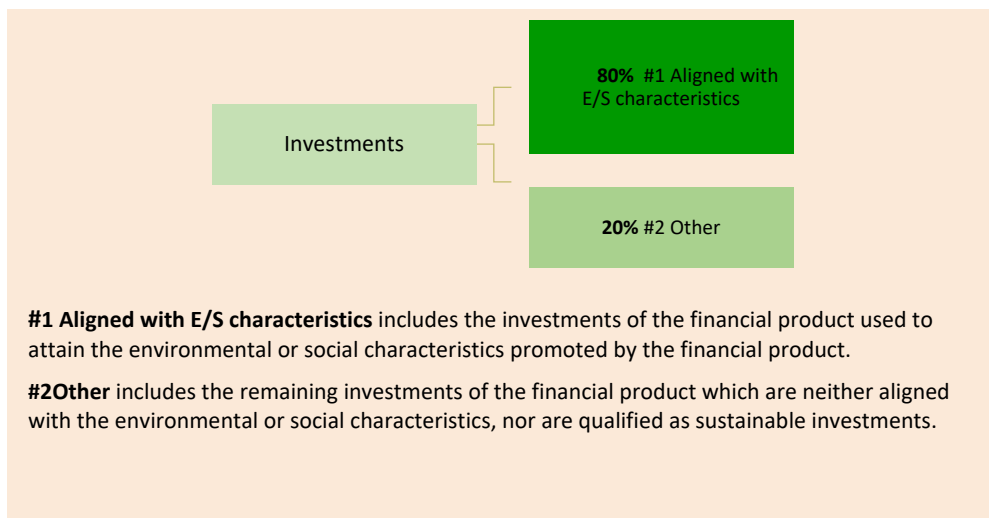 80% #1 Aligned with
E/S characteristics
Investments
20% #2 Other
#1 Aligned with E/S characteristics includes the investments of the financial product used to
attain the environmental or social characteristics promoted by the financial product.
#2Other includes the remaining investments of the financial product which are neither aligned
with the environmental or social characteristics, nor are qualified as sustainable investments.